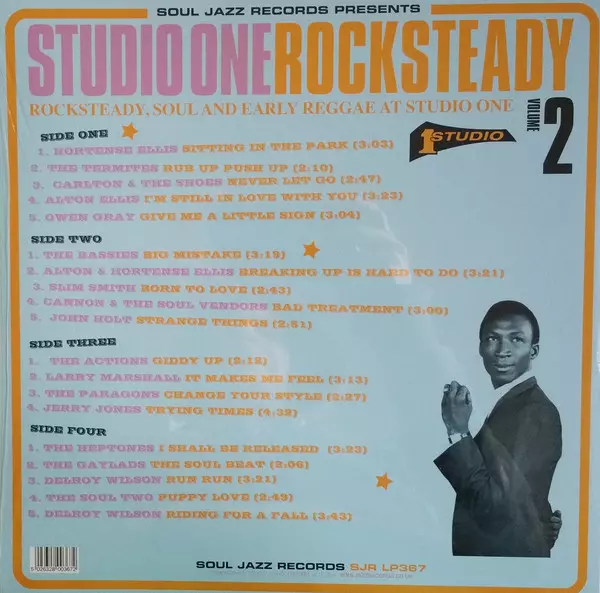 SOUL JAZZ RECORDS PRESENTS
STUDIO ONE ROCKSTEADY
ROCKSTEADY, SOUL AND EARLY REGGAE AT STUDIO ONE
VOLUME 2
1 STUDIO
SIDE ONE
1. HORTENSE ELLIS SITTING IN THE PARK (3:03)
2. THE TERMITES RUB UP PUSH UP (2:10)
3. CARLTON & THE SHOES NEVER LET GO (2:47)
4. ALTON ELLIS I'M STILL IN LOVE WITH YOU (3:23)
5. OWEN GRAY GIVE ME A LITTLE SIGN (3:04)
SIDE TWO
1. THE BASSIES BIG MISTAKE (3:19)
2. ALTON & HORTENSE ELLIS BREAKING UP IS HARD TO DO (3:21)
3. SLIM SMITH BORN TO LOVE (2:43)
4. CANNON & THE SOUL VENDORS BAD TREATMENT (3:00)
5. JOHN HOLT STRANGE THINGS (2:51)
SIDE THREE
1. THE ACTIONS GIDDY UP (2:12)
2. LARRY MARSHALL IT MAKES ME FEEL (3:13)
3. THE PARAGONS CHANGE YOUR STYLE (2:27)
4. JERRY JONES TRYING TIMES (4:32)
SIDE FOUR
1. THE HEPTONES I SHALL BE RELEASED (3:23)
2. THE GAYLADS THE SOUL BEAT (2:06)
3. DELROY WILSON RUN RUN (3:21)
4. THE SOUL TWO PUPPY LOVE (2:49)
5. DELROY WILSON RIDING FOR A FALL (3:43)
5 026328 003672
SOUL JAZZ RECORDS SJR LP367